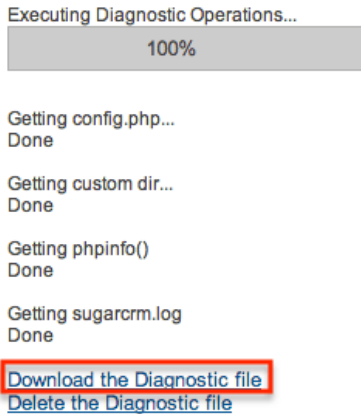 Executing Diagnostic Operations...
100%
Getting config.php...
Done
Getting custom dir...
Done
Getting phpinfo()
Done
Getting sugarcrm.log
Done
Download the Diagnostic file
Delete the Diagnostic file